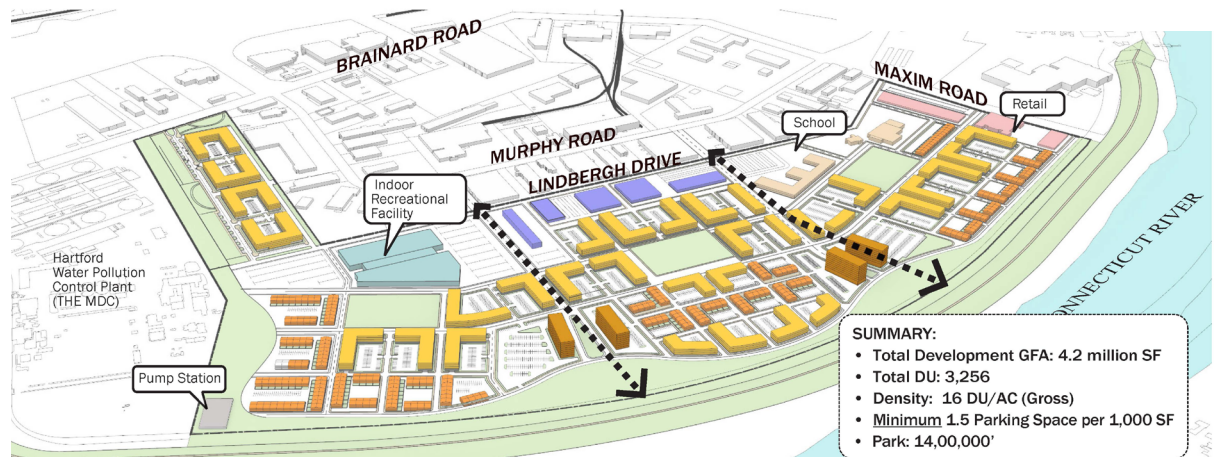 BRAINARD ROAD
MAXIM ROAD
Retail
School
MURPHY ROAD
LINDBERGH DRIVE
Indoor
Recreational
Facility
Hartford
Water Pollution
Control Plant
(THE MDC)
CONNECTICUT RIVER
Pump Station
SUMMARY:
• Total Development GFA: 4.2 million SF
• Total DU: 3,256
• Density:  16 DU/AC (Gross)
• Minimum 1.5 Parking Space per 1,000 SF
• Park: 14,00,000’